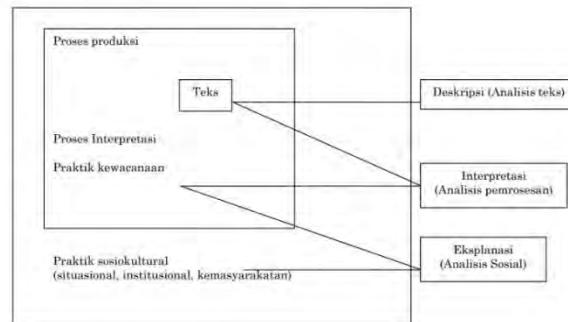 Proses produksi
Teks
Deskripsi (Analisis teks)
Proses Interpretasi
Praktik kewacanaan
Interpretasi
(Analisis pemrosesan)
Eksplanasi
(Analisis Sosial)
Praktik sosiokultural
(situasional, institusional, kemasyarakatan)